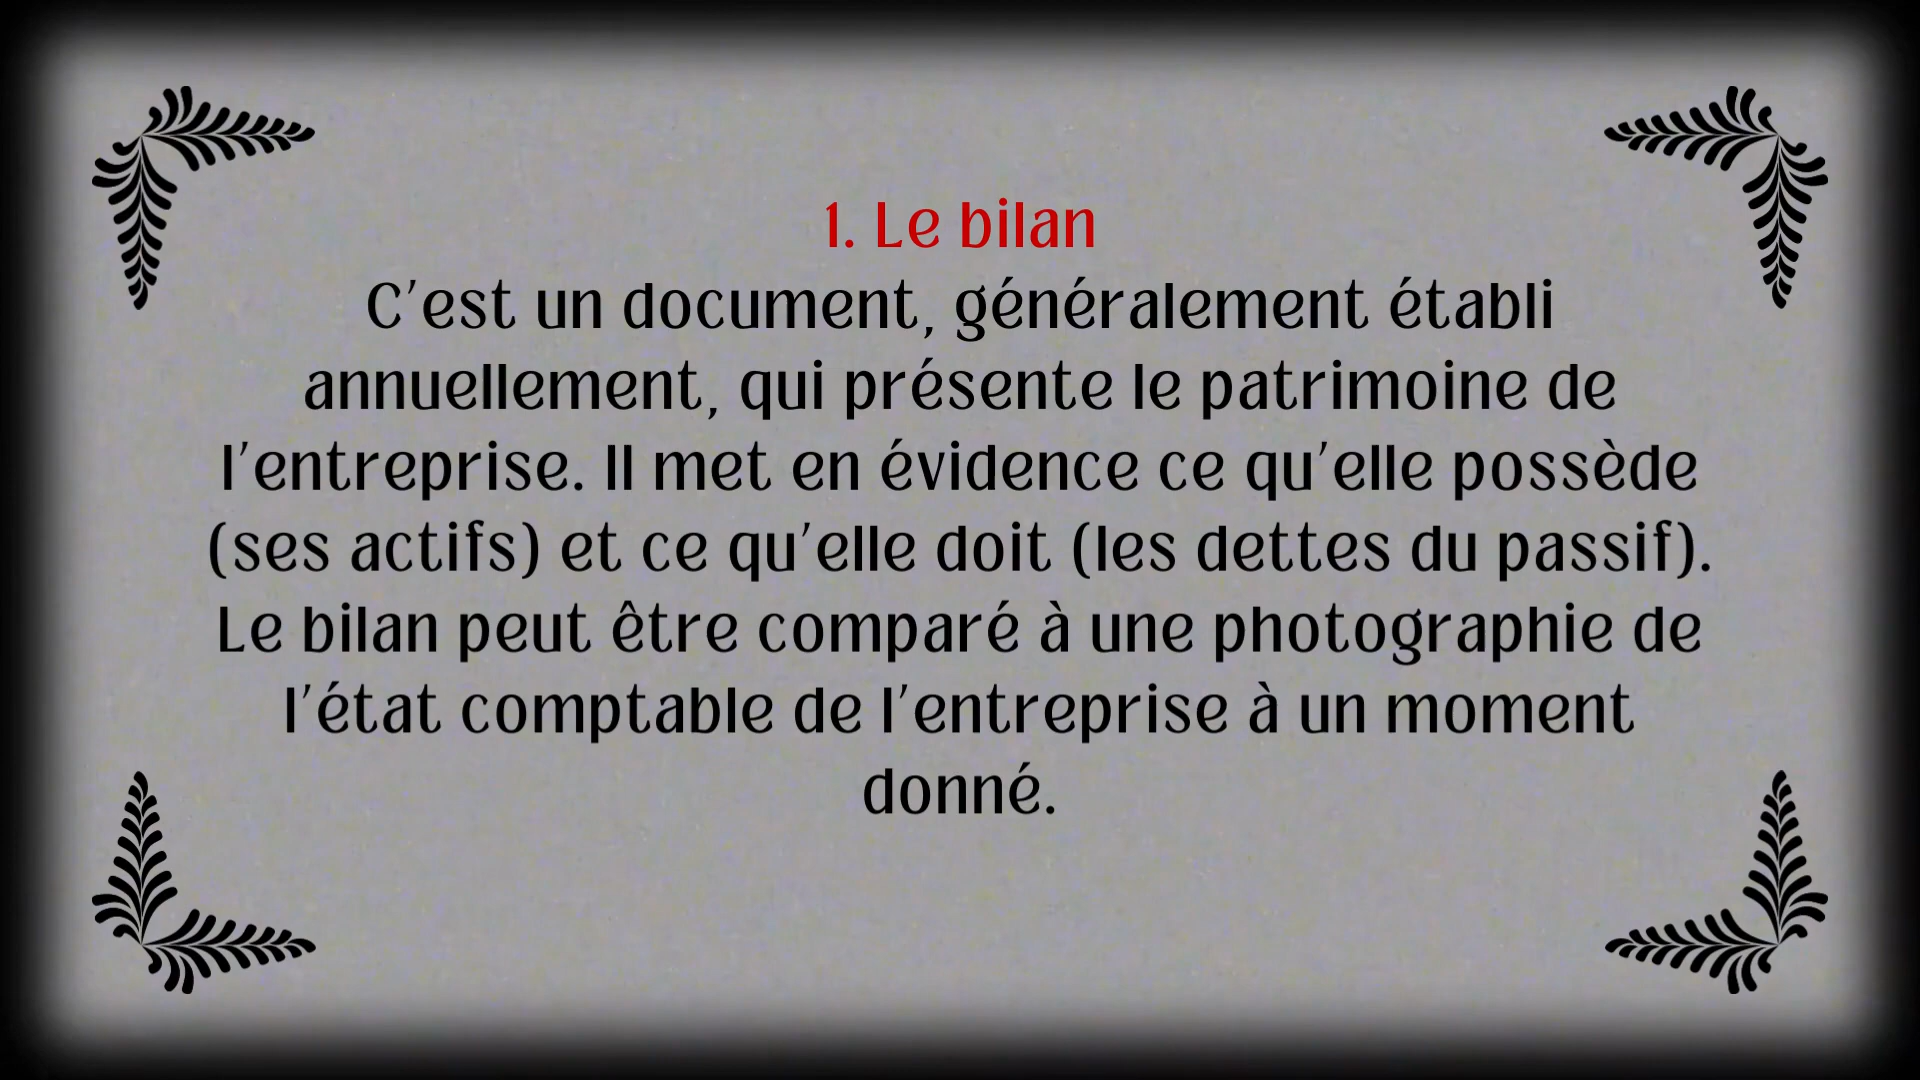 1. Le bilan
C’est un document, généralement établi
annuellement, qui présente le patrimoine de
l’entreprise. Il met en évidence ce qu’elle possède
(ses actifs) et ce qu’elle doit (les dettes du passif).
Le bilan peut être comparé à une photographie de
l’état comptable de l’entreprise à un moment
donné.